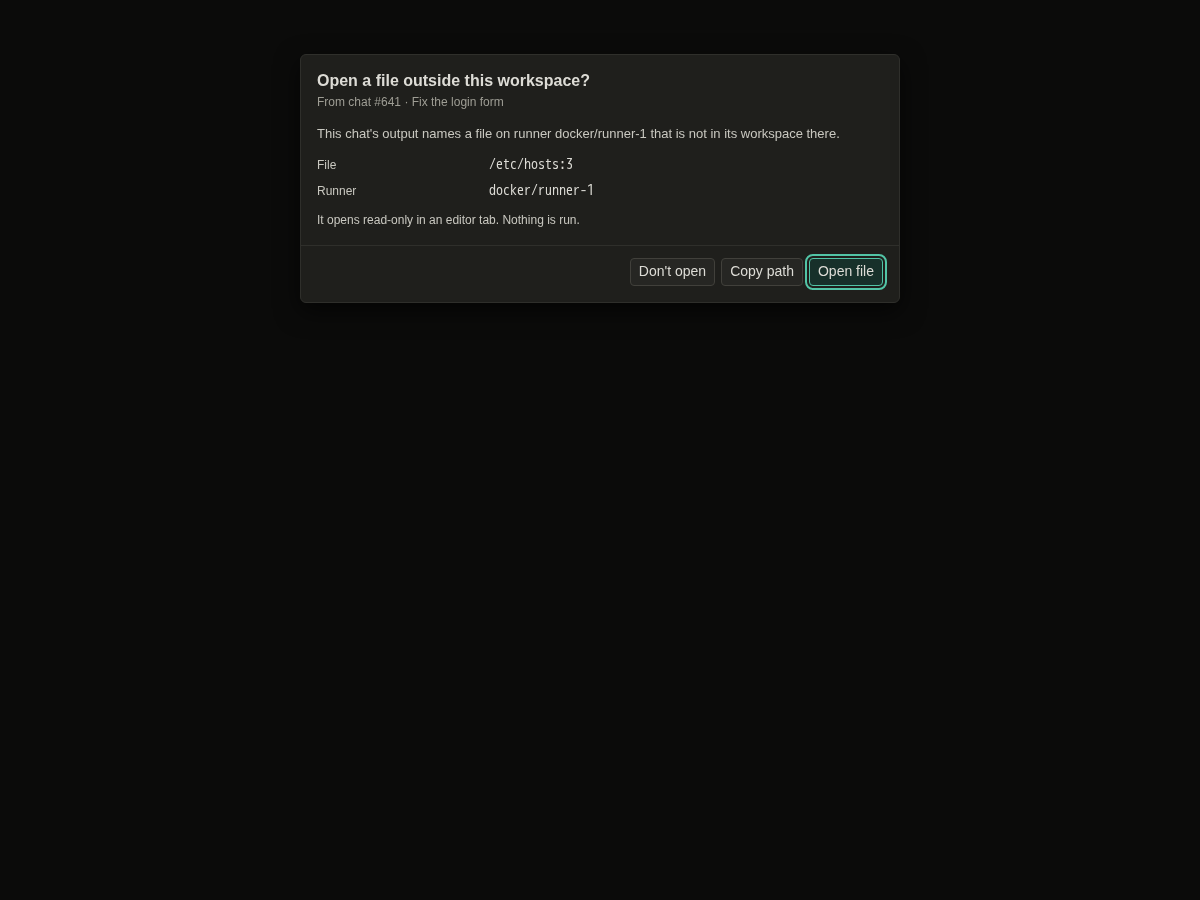 Open a file outside this workspace?
From chat #641 · Fix the login form
This chat's output names a file on runner docker/runner-1 that is not in its workspace there.
File /etc/hosts:3
Runner docker/runner-1
It opens read-only in an editor tab. Nothing is run.
Don't open Copy path Open file